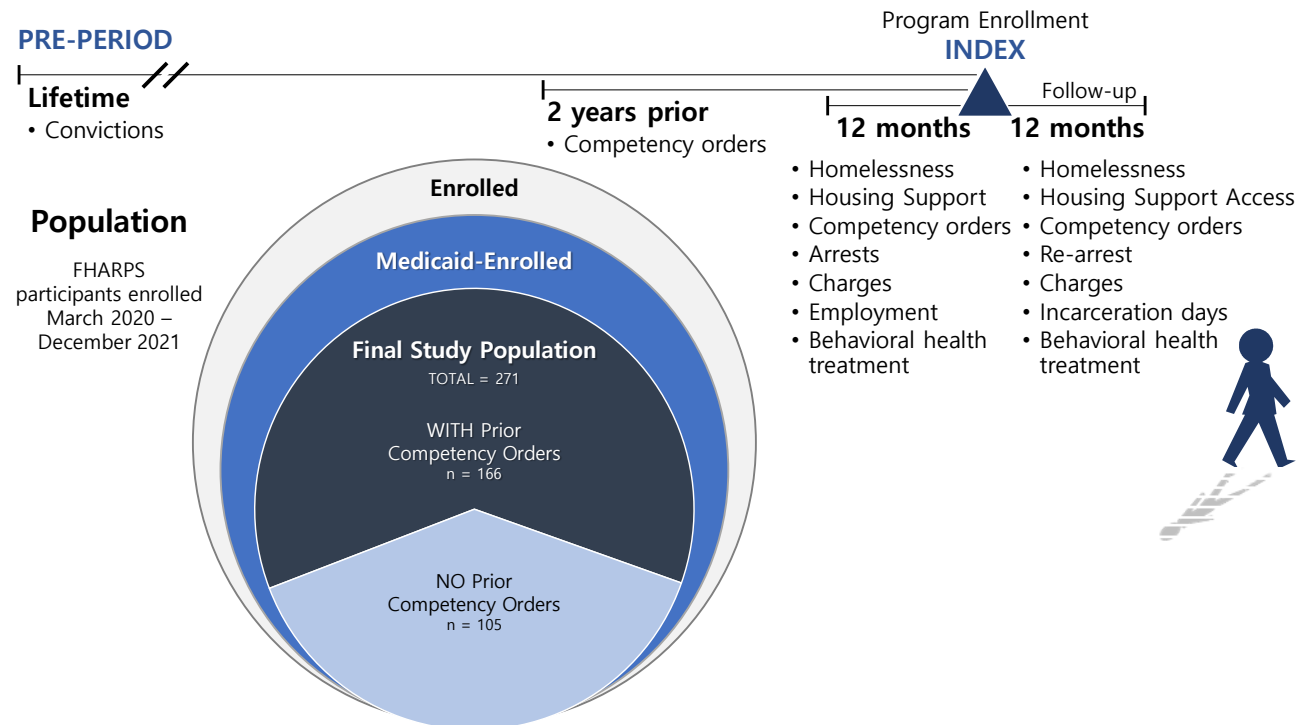 PRE-PERIOD
Program Enrollment
INDEX
Lifetime
• Convictions
2 years prior
• Competency orders
12 months
• Homelessness
• Housing Support
• Competency orders
• Arrests
• Charges
• Employment
• Behavioral health
treatment
Follow-up
12 months
• Homelessness
• Housing Support Access
• Competency orders
• Re-arrest
• Charges
• Incarceration days
• Behavioral health
treatment
Population
FHARPS
participants enrolled
March 2020 –
December 2021
Enrolled
Medicaid-Enrolled
Final Study Population
TOTAL = 271
WITH Prior
Competency Orders
n = 166
NO Prior
Competency Orders
n = 105